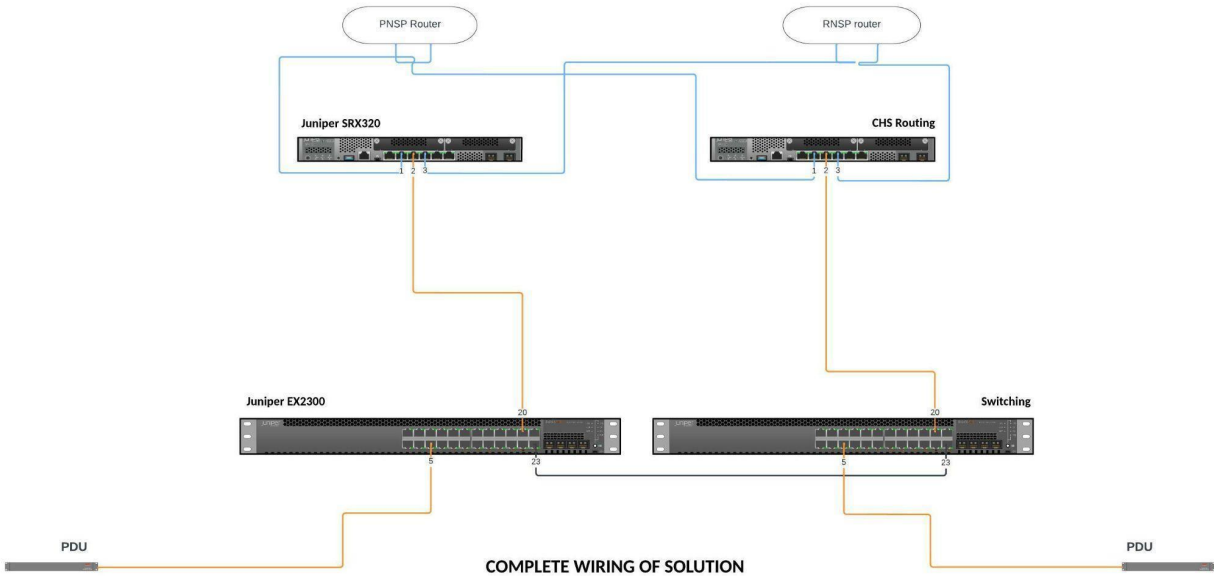 PNSP Router
RNSP router
Juniper SRX320
CHS Routing
1 2 3
1 2 3
Juniper EX2300
Switching
20
20
5
23
5
23
PDU
PDU
COMPLETE WIRING OF SOLUTION